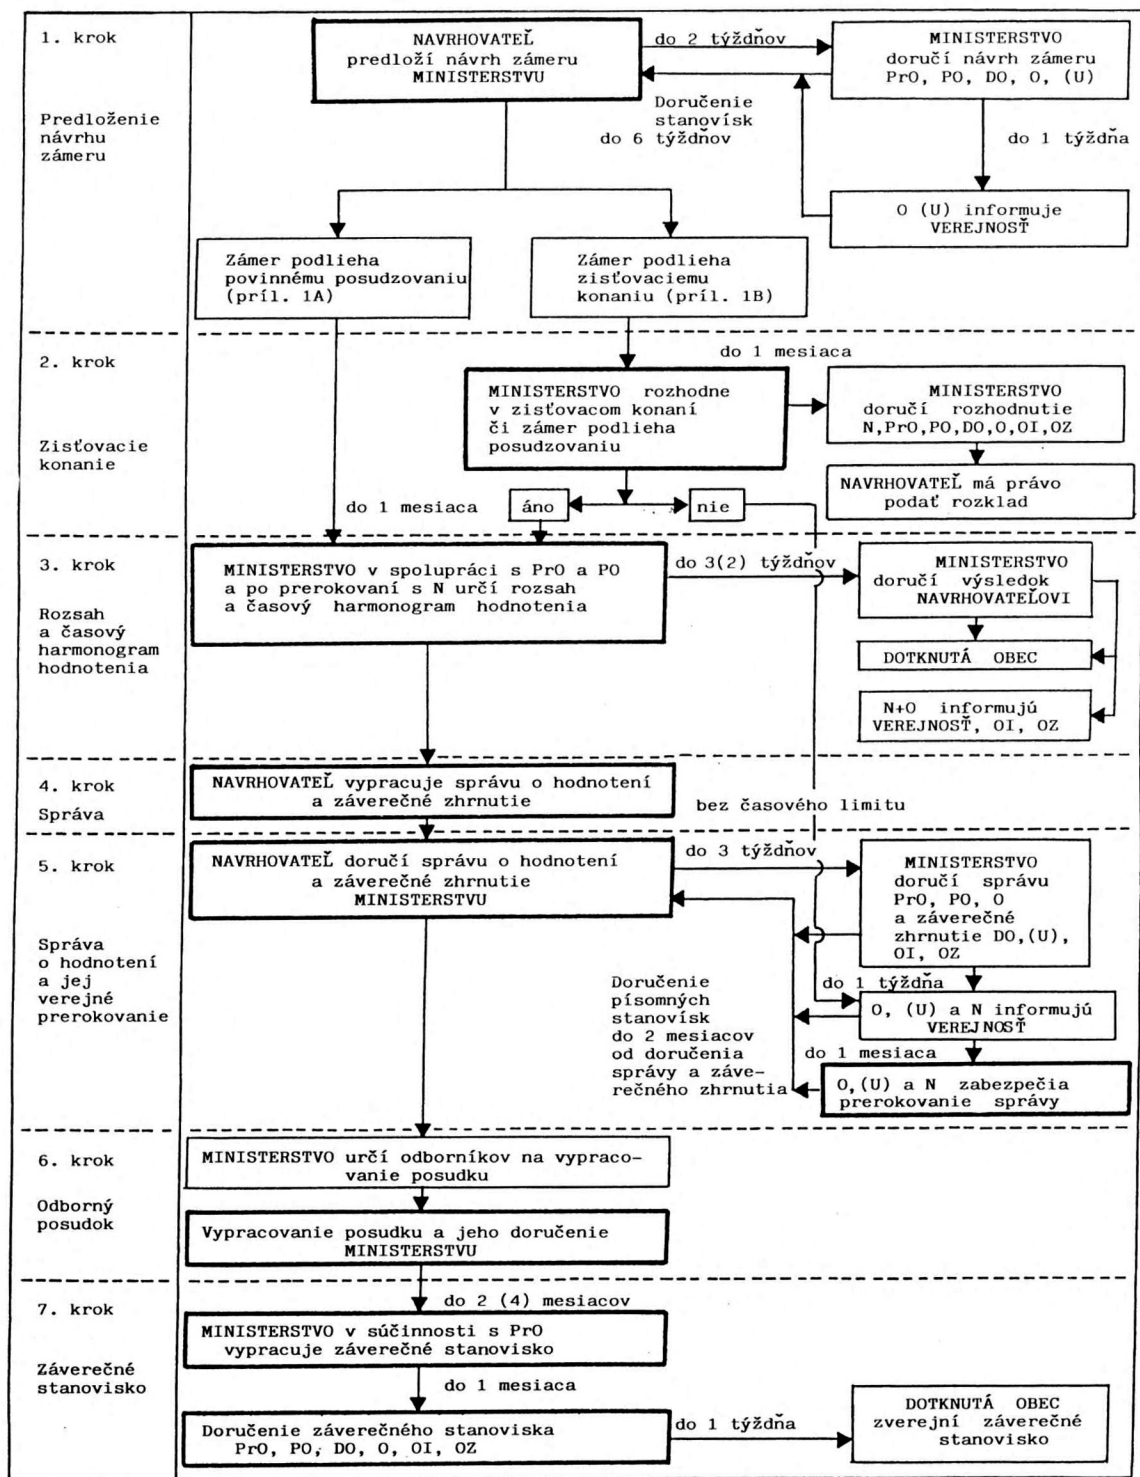 1. krok
Predloženie
návrhu
zámeru
NAVRHOVATEĽ
predloží návrh zámeru
MINISTERSTVU
do 2 týždňov
MINISTERSTVO
doručí návrh zámeru
PrO, PO, DO, O, (U)
Doručenie
stanovísk
do 6 týždňov
do 1 týždňa
O (U) informuje
VEREJNOSŤ
Zámer podlieha
povinnému posudzovaniu
(príl. 1A)
Zámer podlieha
zisťovaciemu
konaniu (príl. 1B)
2. krok
Zisťovacie
konanie
do 1 mesiaca
MINISTERSTVO rozhodne
v zisťovacom konaní
či zámer podlieha
posudzovaniu
MINISTERSTVO
doručí rozhodnutie
N,PrO,PO,DO,O,OI,OZ
NAVRHOVATEĽ má právo
podať rozklad
do 1 mesiaca
áno
nie
3. krok
Rozsah
a časový
harmonogram
hodnotenia
MINISTERSTVO v spolupráci s PrO a PO
a po prerokovaní s N určí rozsah
a časový harmonogram hodnotenia
do 3(2) týždňov
MINISTERSTVO
doručí výsledok
NAVRHOVATEĽOVI
DOTKNUTÁ OBEC
N+O informujú
VEREJNOSŤ, OI, OZ
4. krok
Správa
NAVRHOVATEĽ vypracuje správu o hodnotení
a záverečné zhrnutie
bez časového limitu
5. krok
Správa
o hodnotení
a jej
verejné
prerokovanie
NAVRHOVATEĽ doručí správu o hodnotení
a záverečné zhrnutie
MINISTERSTVU
do 3 týždňov
MINISTERSTVO
doručí správu
PrO, PO, O
a záverečné
zhrnutie DO,(U),
OI, OZ
Doručenie
písomných
stanovísk
do 2 mesiacov
od doručenia
správy a záve-
rečného zhrnutia
do 1 týždňa
O, (U) a N informujú
VEREJNOSŤ
do 1 mesiaca
O,(U) a N zabezpečia
prerokovanie správy
6. krok
Odborný
posudok
MINISTERSTVO určí odborníkov na vypraco-
vanie posudku
Vypracovanie posudku a jeho doručenie
MINISTERSTVU
7. krok
Záverečné
stanovisko
do 2 (4) mesiacov
MINISTERSTVO v súčinnosti s PrO
vypracuje záverečné stanovisko
do 1 mesiaca
Doručenie záverečného stanoviska
PrO, PO, DO, O, OI, OZ
do 1 týždňa
DOTKNUTÁ OBEC
zverejní záverečné
stanovisko